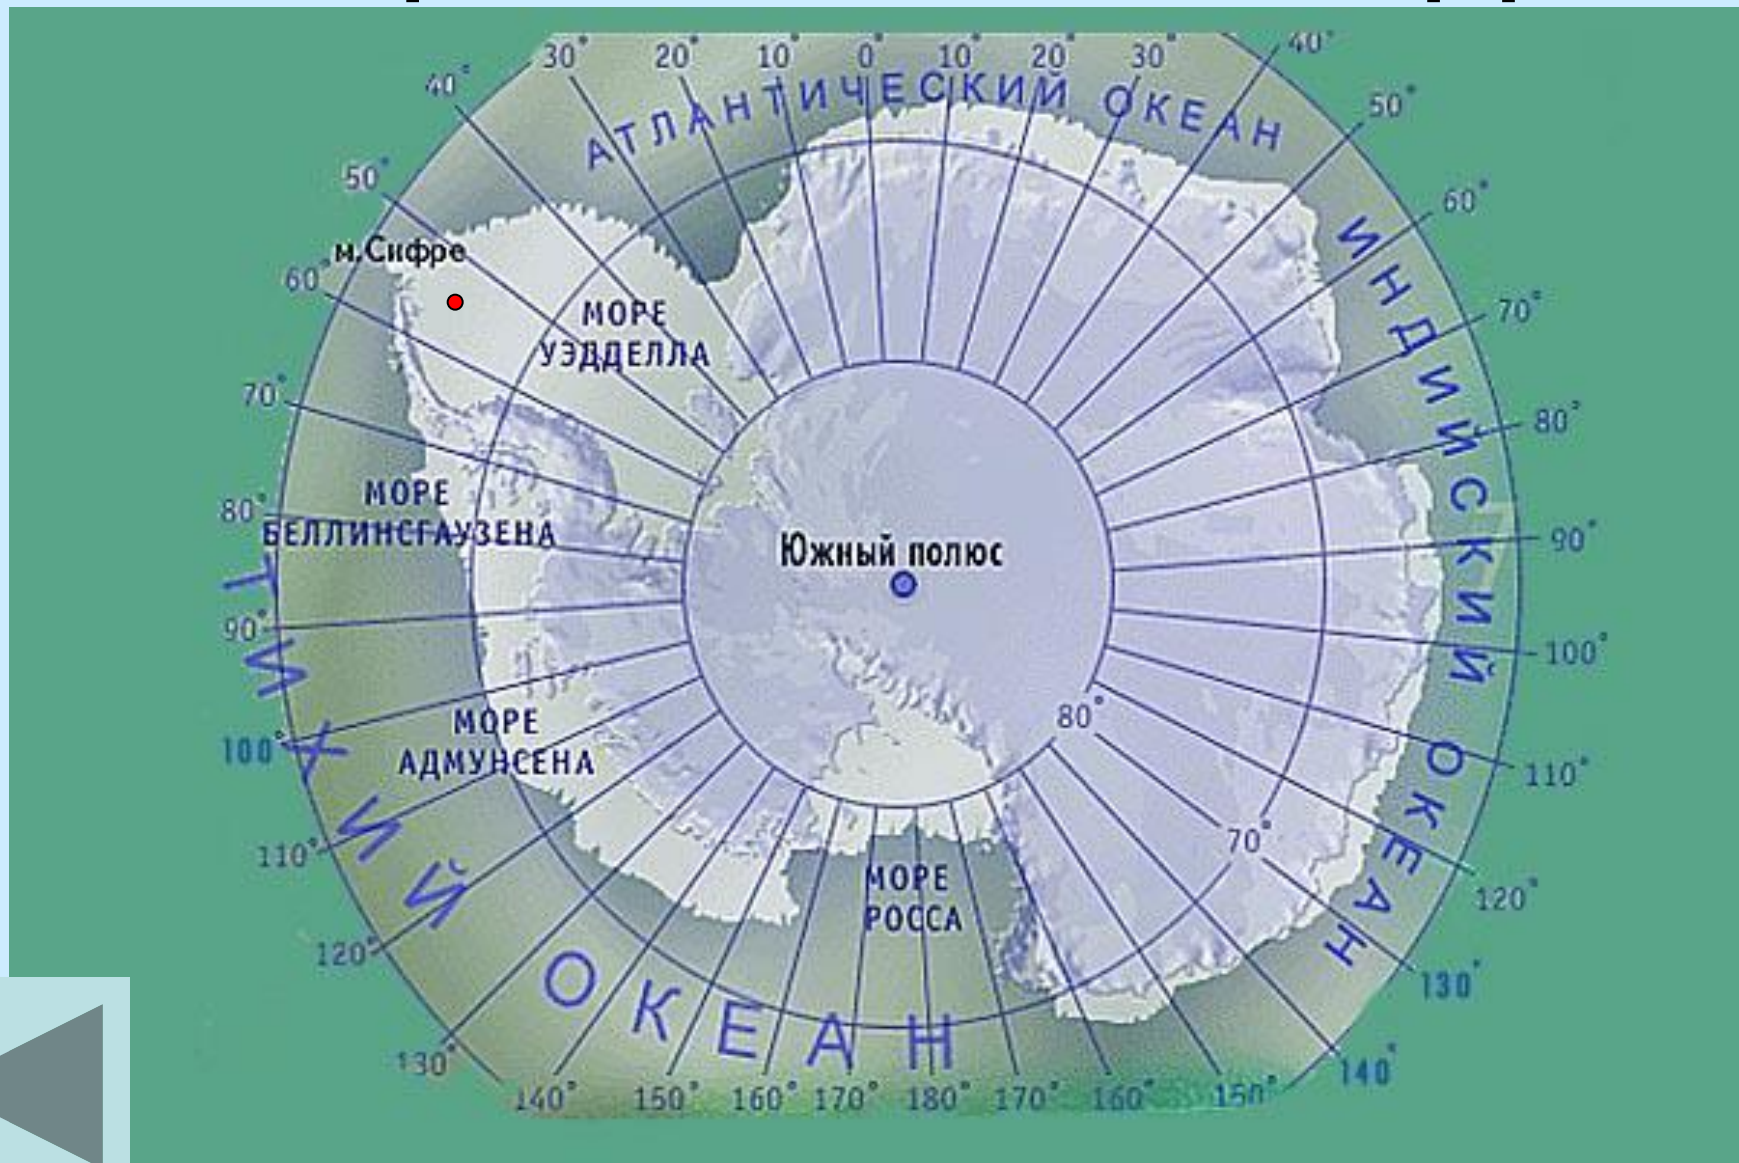 30° 20° 10° 0° 10° 20° 30° 40°
40° 50°
АТЛАНТИЧЕСКИЙ ОКЕАН
50° 60°
м.Сифре
60° 70°
МОРЕ
УЭДДЕЛЛА
ИНДИЙСКИЙ ОКЕАН
70° 80°
МОРЕ
БЕЛЛИНСГАУЗЕНА
80° 90°
Южный полюс
90° 100°
80°
МОРЕ
АДМУНСЕНА
100° 110°
70°
110° 120°
МОРЕ
РОССА
ТИХИЙ ОКЕАН
120° 130°
130° 140°
140° 150° 160° 170° 180° 170° 160° 150°